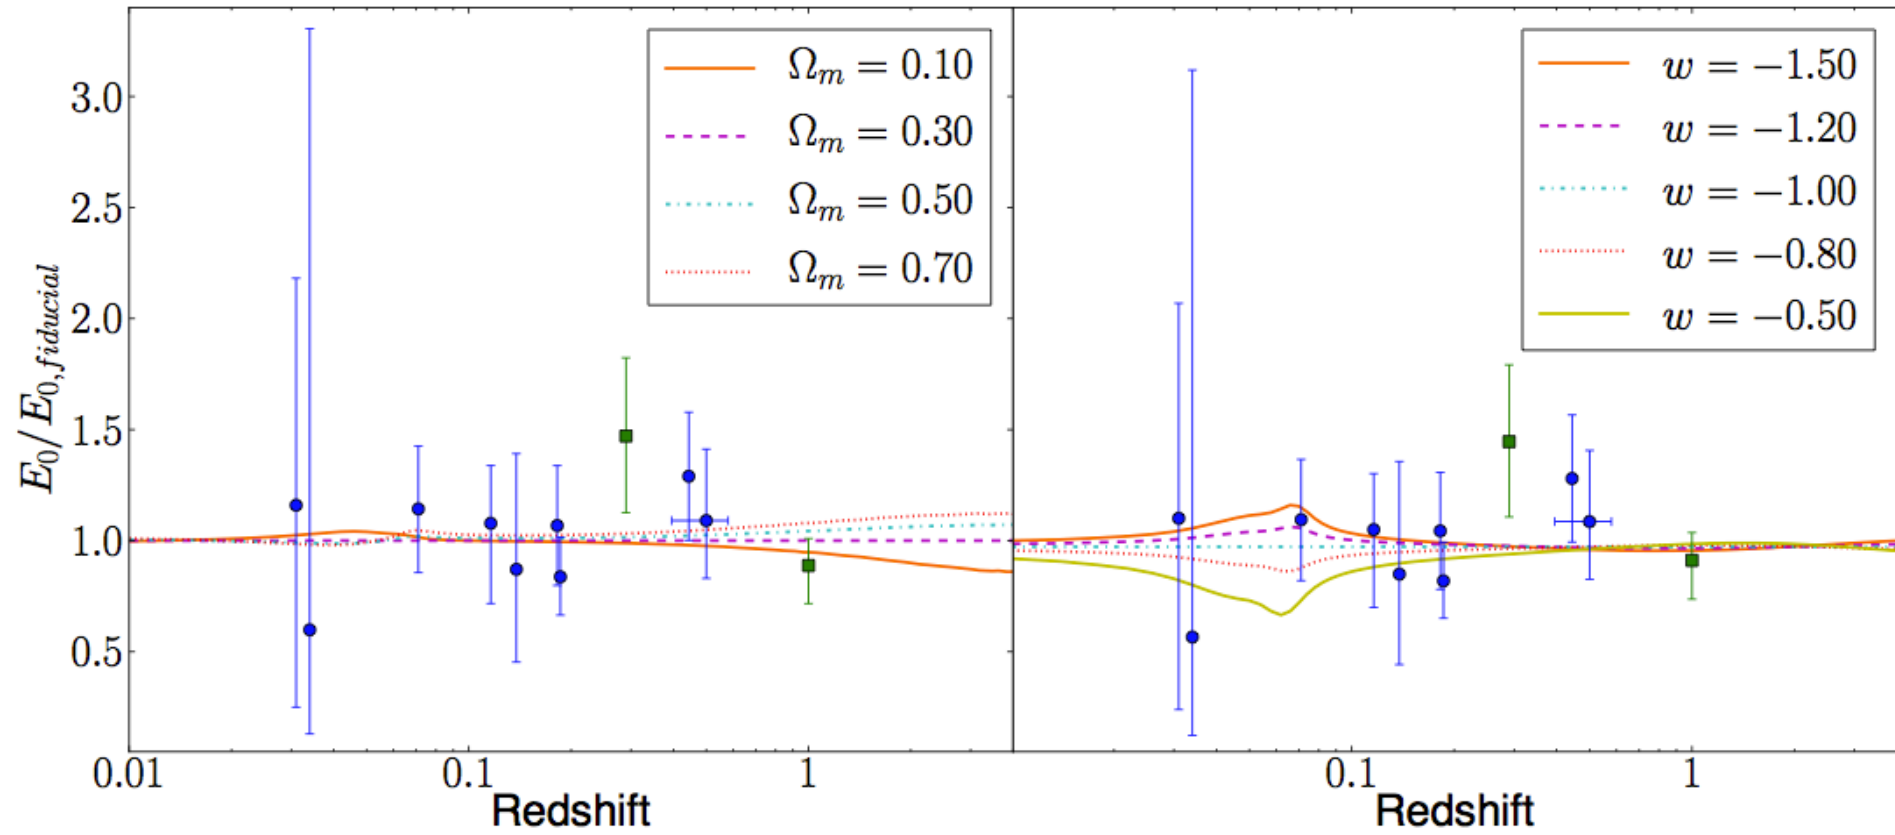 3.0
2.5
2.0
1.5
1.0
0.5
E₀/E₀,fiducial
Ωₘ = 0.10
Ωₘ = 0.30
Ωₘ = 0.50
Ωₘ = 0.70
0.01 0.1 1
Redshift
w = −1.50
w = −1.20
w = −1.00
w = −0.80
w = −0.50
0.1 1
Redshift